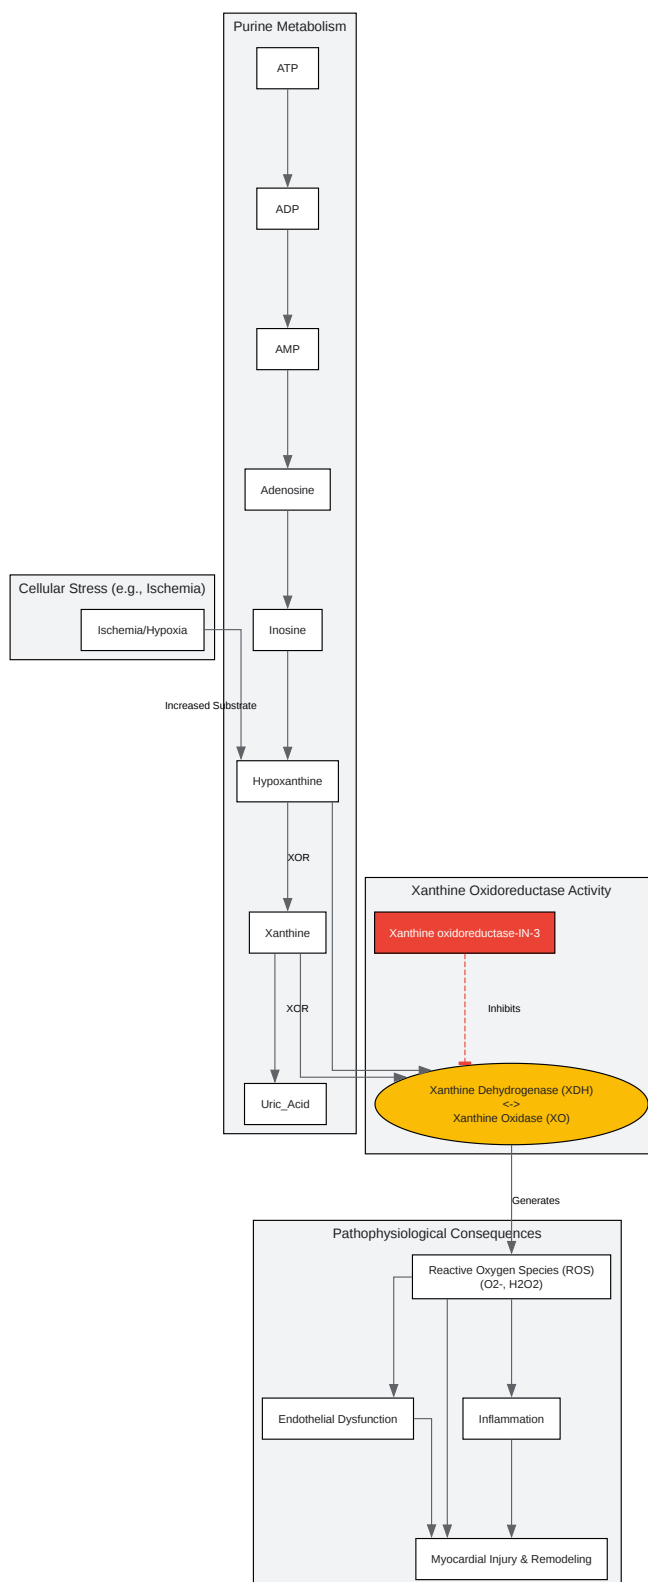 Purine Metabolism
ATP
ADP
AMP
Adenosine
Cellular Stress (e.g., Ischemia)
Ischemia/Hypoxia
Inosine
Increased Substrate
Hypoxanthine
XOR
Xanthine Oxidoreductase Activity
Xanthine
Xanthine oxidoreductase-IN-3
XOR
Inhibits
Uric_Acid
Xanthine Dehydrogenase (XDH)
<->
Xanthine Oxidase (XO)
Generates
Pathophysiological Consequences
Reactive Oxygen Species (ROS)
(O2-, H2O2)
Endothelial Dysfunction
Inflammation
Myocardial Injury & Remodeling